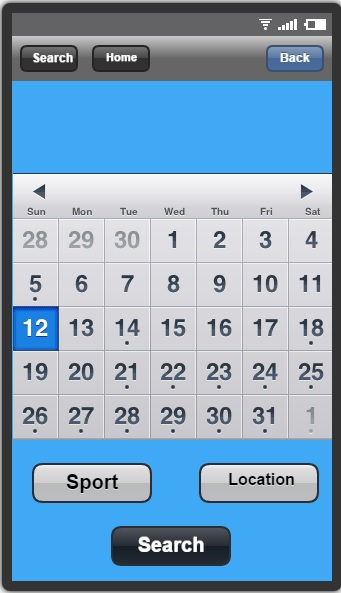 Search Home Back
Sun Mon Tue Wed Thu Fri Sat
28 29 30 1 2 3 4
5 6 7 8 9 10 11
12 13 14 15 16 17 18
19 20 21 22 23 24 25
26 27 28 29 30 31 1
Sport Location
Search